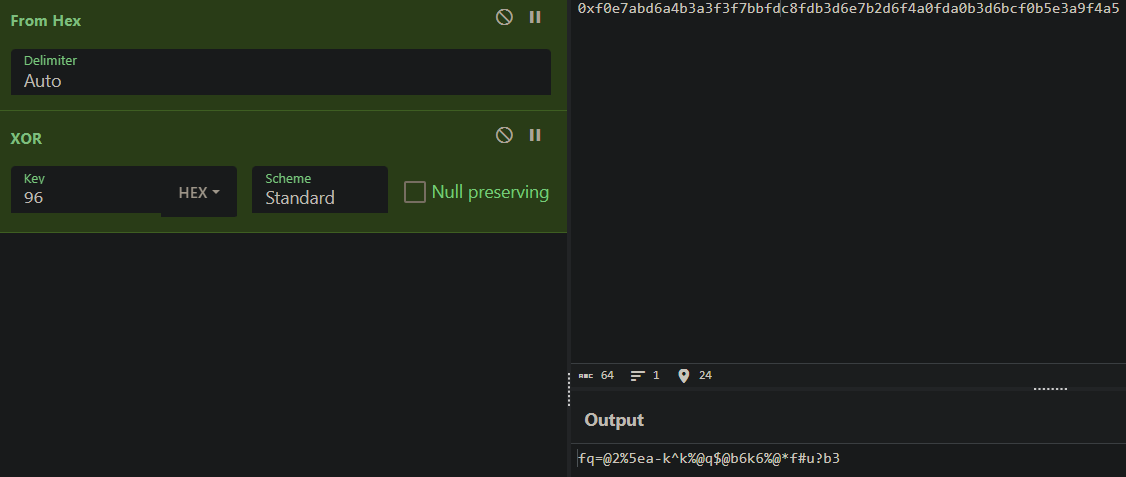 From Hex
Delimiter
Auto
XOR
Key
96
HEX
Scheme
Standard
Null preserving
0xf0e7abd6a4b3a3f3f7bbfdc8fdb3d6e7b2d6f4a0fda0b3d6bcf0b5e3a9f4a5
ABC 64 1 24
Output
fq=@2%5ea-k^k%@q$@b6k6%@*f#u?b3